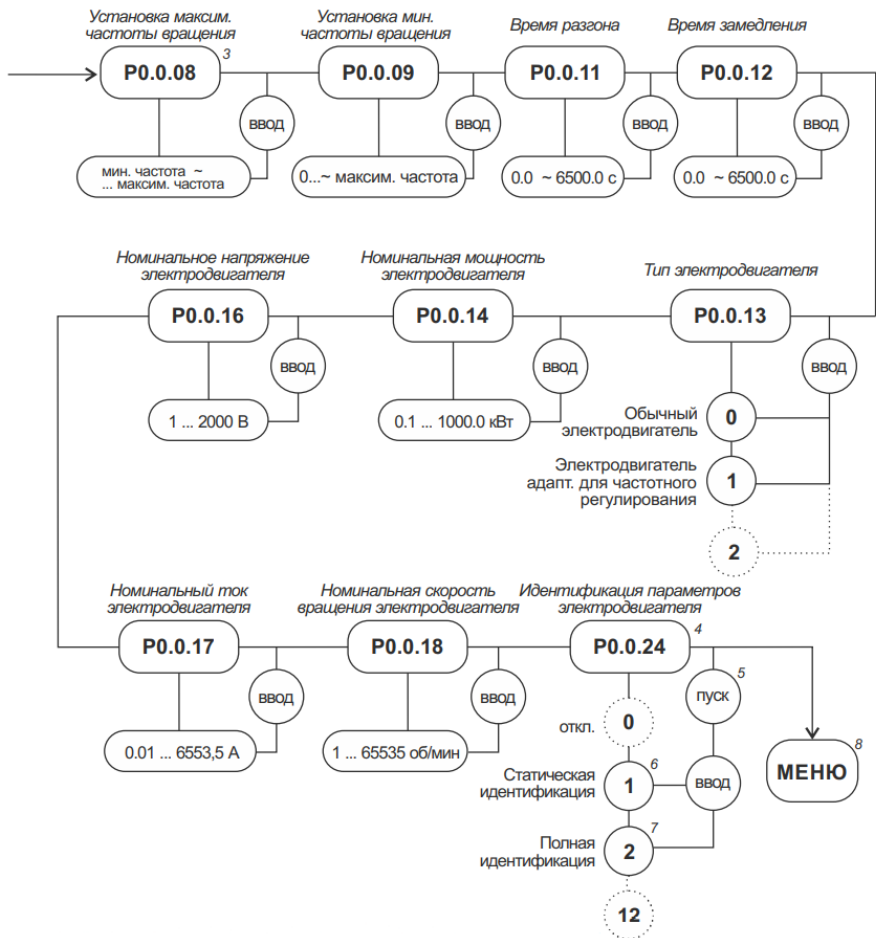 Установка максим.
частоты вращения
P0.0.08
3
ввод
мин. частота ~
... максим. частота
Установка мин.
частоты вращения
P0.0.09
ввод
0...~ максим. частота
Время разгона
P0.0.11
ввод
0.0 ~ 6500.0 с
Время замедления
P0.0.12
ввод
0.0 ~ 6500.0 с
Тип электродвигателя
P0.0.13
ввод
Обычный
электродвигатель
0
Электродвигатель
адапт. для частотного
регулирования
1
2
Номинальная мощность
электродвигателя
P0.0.14
ввод
0.1 ... 1000.0 кВт
Номинальное напряжение
электродвигателя
P0.0.16
ввод
1 ... 2000 В
Номинальный ток
электродвигателя
P0.0.17
ввод
0.01 ... 6553,5 А
Номинальная скорость
вращения электродвигателя
P0.0.18
ввод
1 ... 65535 об/мин
Идентификация параметров
электродвигателя
P0.0.24
4
5
пуск
откл.
0
Статическая
идентификация
1
6
ввод
Полная
идентификация
2
7
12
МЕНЮ
8